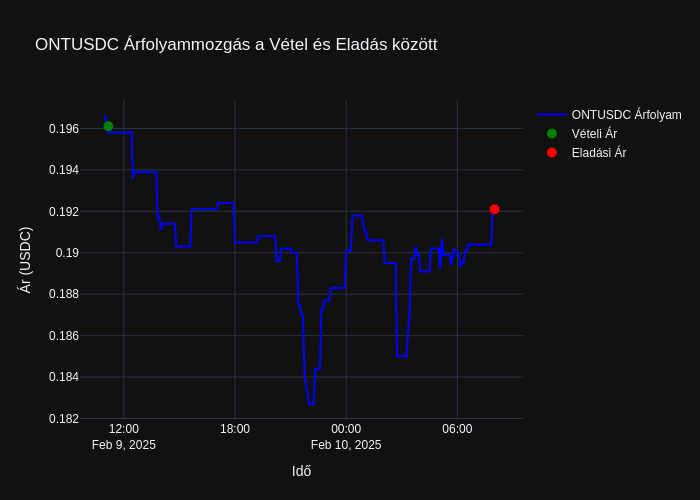 ONTUSDC Árfolyammozgás a Vétel és Eladás között
ONTUSDC Árfolyam
Vételi Ár
Eladási Ár
Ár (USDC)
0.196
0.194
0.192
0.19
0.188
0.186
0.184
0.182
12:00 18:00 00:00 06:00
Feb 9, 2025 Feb 10, 2025
Idő